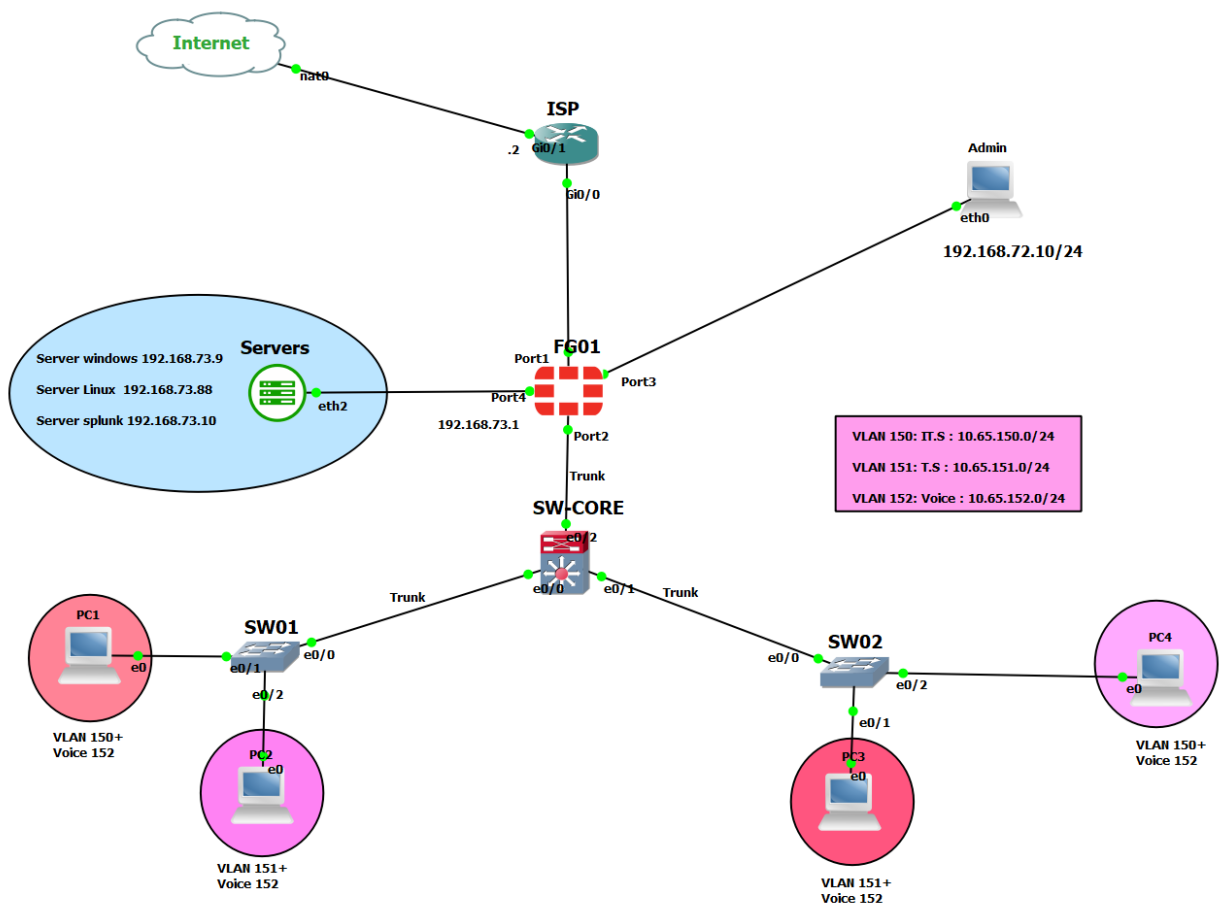 Internet
nat0
ISP
.2
Gi0/1
Gi0/0
Admin
eth0
192.168.72.10/24
FG01
Port1
Port3
Port4
192.168.73.1
Port2
Servers
Server windows 192.168.73.9
Server Linux 192.168.73.88
Server splunk 192.168.73.10
eth2
VLAN 150: IT.S : 10.65.150.0/24
VLAN 151: T.S : 10.65.151.0/24
VLAN 152: Voice : 10.65.152.0/24
Trunk
SW-CORE
e0/2
e0/0
e0/1
Trunk
Trunk
PC1
e0
SW01
e0/1
e0/0
e0/2
VLAN 150+
Voice 152
PC2
e0
VLAN 151+
Voice 152
SW02
e0/0
e0/2
e0/1
PC3
e0
VLAN 151+
Voice 152
PC4
e0
VLAN 150+
Voice 152